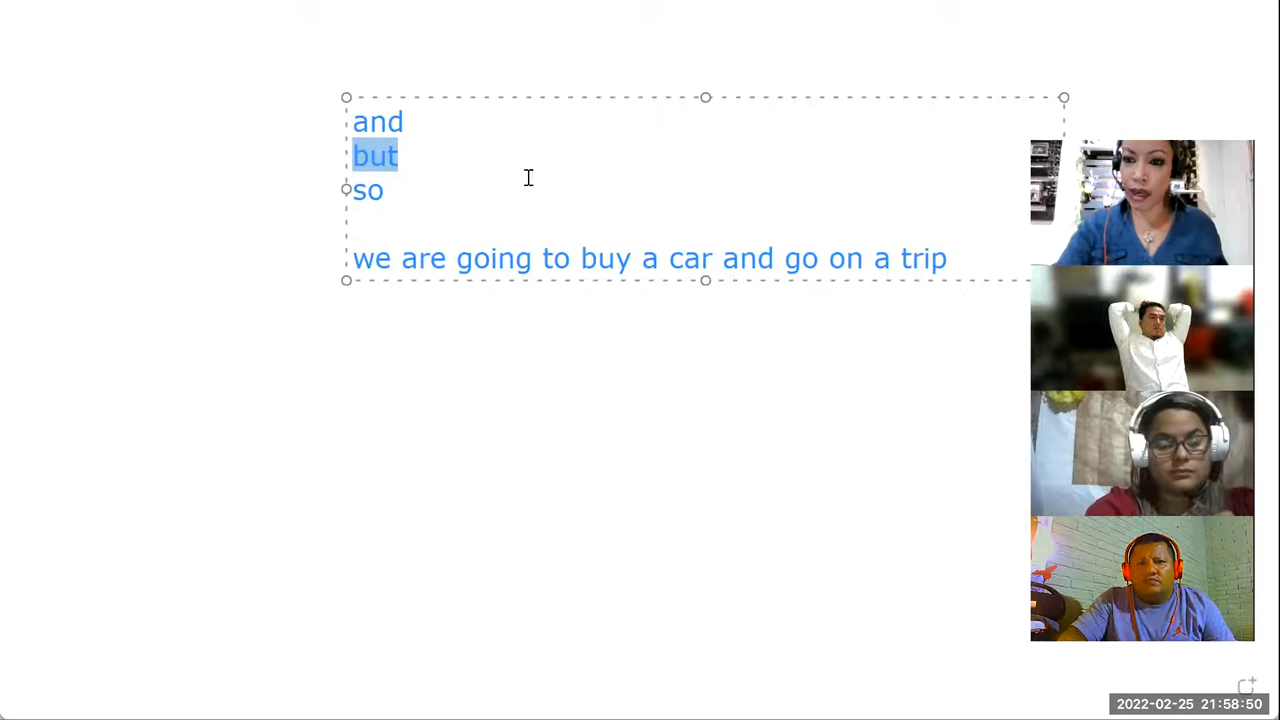 and
but
so
we are going to buy a car and go on a trip
2022-02-25 21:58:50